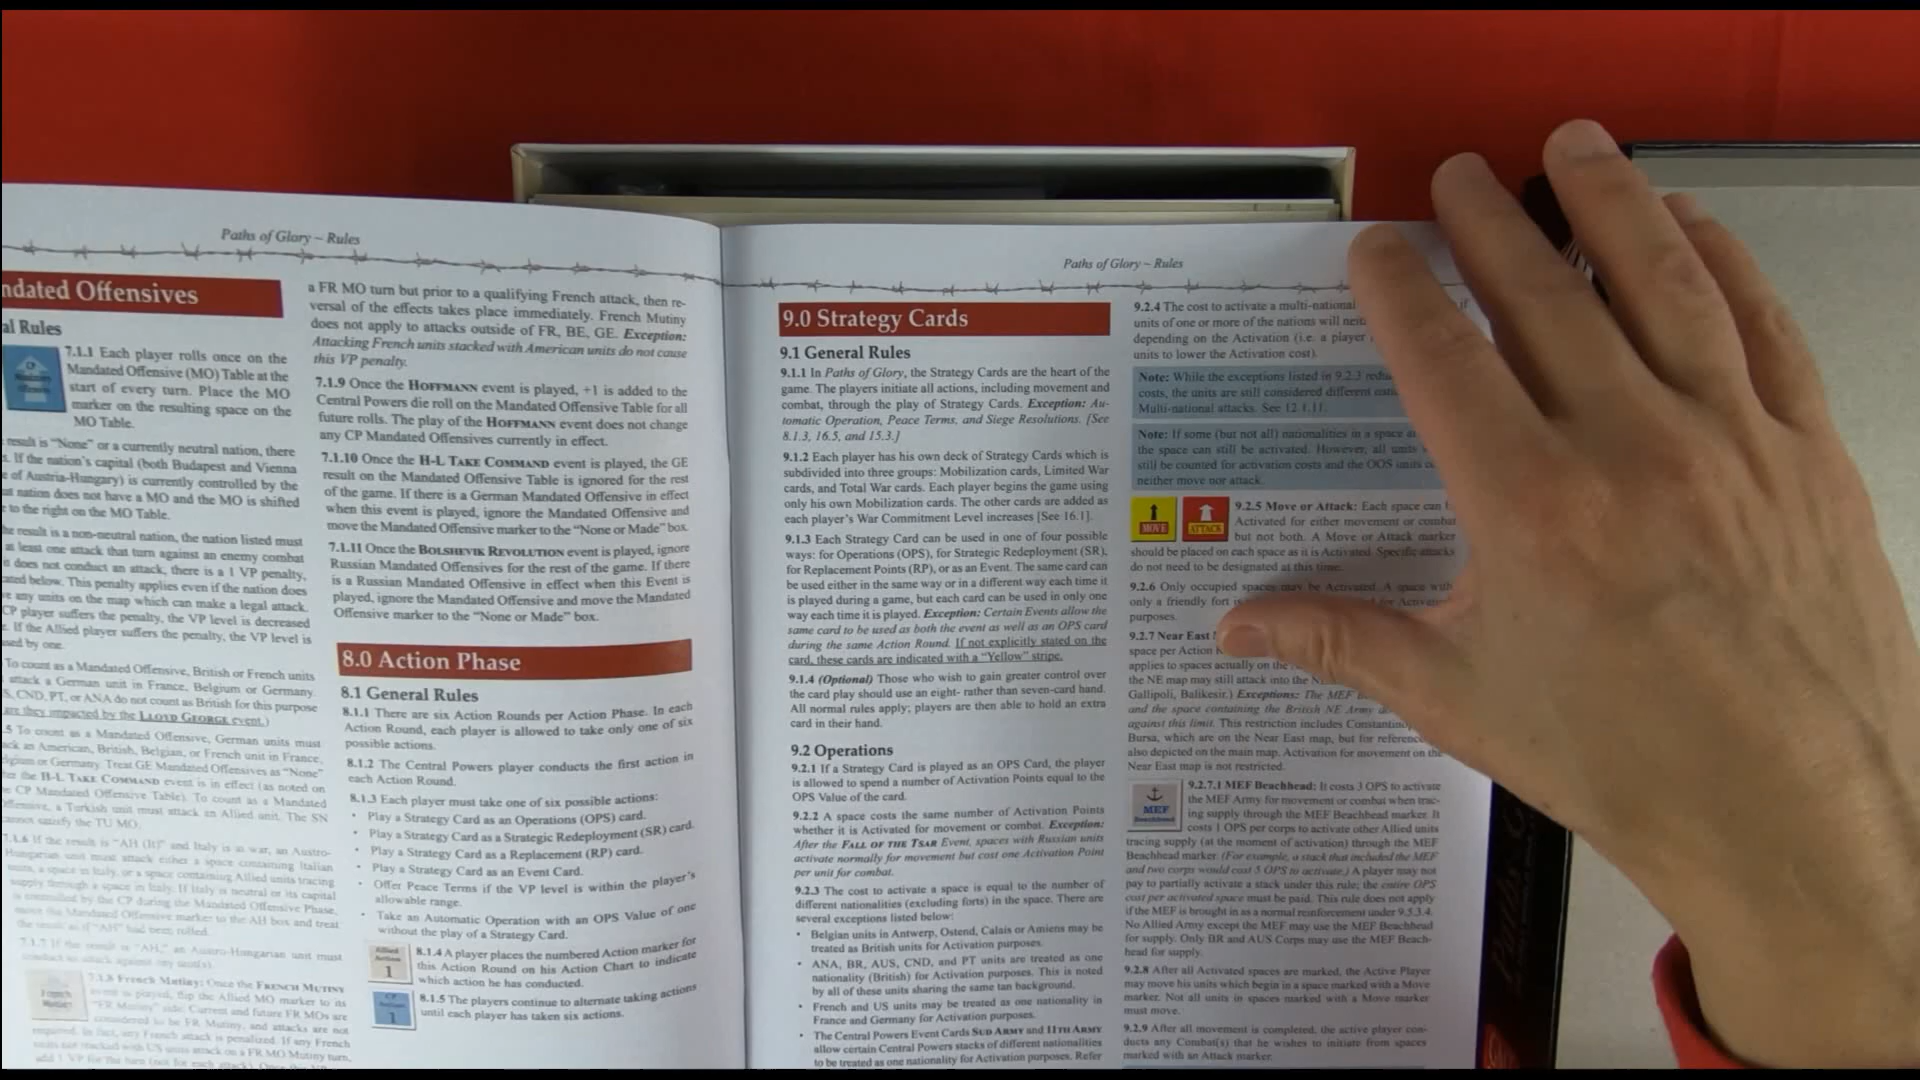 Paths of Glory ~ Rules
ndated Offensives
al Rules
7.1.1 Each player rolls once on the
Mandated Offensive (MO) Table at the
start of every turn. Place the MO
marker on the resulting space on the
MO Table.
result is “None” or a currently neutral nation, there
If the nation's capital (both Budapest and Vienna
e of Austria-Hungary) is currently controlled by the
nation does not have a MO and the MO is shifted
to the right on the MO Table.
he result is a non-neutral nation, the nation listed must
at least one attack that turn against an enemy combat
it does not conduct an attack, there is a 1 VP penalty,
ated below. This penalty applies even if the nation does
any units on the map which can make a legal attack.
CP player suffers the penalty, the VP level is decreased
If the Allied player suffers the penalty, the VP level is
by one.
To count as a Mandated Offensive, British or French units
attack a German unit in France, Belgium or Germany.
CND, PT, or ANA do not count as British for this purpose
are they impacted by the LLOYD GEORGE event.)
.5 To count as a Mandated Offensive, German units must
ack an American, British, Belgian, or French unit in France,
lgium or Germany. Treat GE Mandated Offensives as “None”
the H-L TAKE COMMAND event is in effect (as noted on
CP Mandated Offensive Table). To count as a Mandated
ffensive, a Turkish unit must attack an Allied unit. The SN
cannot satisfy the TU MO.
7.1.6 If the result is “AH (It)” and Italy is at war, an Austro-
Hungarian unit must attack either a space containing Italian
units, a space in Italy, or a space containing Allied units tracing
supply through a space in Italy. If Italy is neutral or its capital
is controlled by the CP during the Mandated Offensive Phase,
move the Mandated Offensive marker to the AH box and treat
the result as if “AH” had been rolled.
7.1.7 If the result is “AH,” an Austro-Hungarian unit must
conduct an attack against any unit(s).
French
Mutiny
7.1.8 French Mutiny: Once the FRENCH MUTINY
event is played, flip the Allied MO marker to its
“FR Mutiny” side. Current and future FR MOs are
considered to be FR Mutiny, and attacks are not
required. In fact, any French attack is penalized. If any French
units not stacked with US units attack on a FR MO Mutiny turn,
add 1 VP for the turn (not for each attack).
a FR MO turn but prior to a qualifying French attack, then re-
versal of the effects takes place immediately. French Mutiny
does not apply to attacks outside of FR, BE, GE. Exception:
Attacking French units stacked with American units do not cause
this VP penalty.
7.1.9 Once the HOFFMANN event is played, +1 is added to the
Central Powers die roll on the Mandated Offensive Table for all
future rolls. The play of the HOFFMANN event does not change
any CP Mandated Offensives currently in effect.
7.1.10 Once the H-L TAKE COMMAND event is played, the GE
result on the Mandated Offensive Table is ignored for the rest
of the game. If there is a German Mandated Offensive in effect
when this event is played, ignore the Mandated Offensive and
move the Mandated Offensive marker to the “None or Made” box.
7.1.11 Once the BOLSHEVIK REVOLUTION event is played, ignore
Russian Mandated Offensives for the rest of the game. If there
is a Russian Mandated Offensive in effect when this Event is
played, ignore the Mandated Offensive and move the Mandated
Offensive marker to the “None or Made” box.
8.0 Action Phase
8.1 General Rules
8.1.1 There are six Action Rounds per Action Phase. In each
Action Round, each player is allowed to take only one of six
possible actions.
8.1.2 The Central Powers player conducts the first action in
each Action Round.
8.1.3 Each player must take one of six possible actions:
• Play a Strategy Card as an Operations (OPS) card.
• Play a Strategy Card as a Strategic Redeployment (SR) card.
• Play a Strategy Card as a Replacement (RP) card.
• Play a Strategy Card as an Event Card.
• Offer Peace Terms if the VP level is within the player's
allowable range.
• Take an Automatic Operation with an OPS Value of one
without the play of a Strategy Card.
Allied
Actions
1
8.1.4 A player places the numbered Action marker for
this Action Round on his Action Chart to indicate
which action he has conducted.
CP
Actions
1
8.1.5 The players continue to alternate taking actions
until each player has taken six actions.
Paths of Glory ~ Rules
9.0 Strategy Cards
9.1 General Rules
9.1.1 In Paths of Glory, the Strategy Cards are the heart of the
game. The players initiate all actions, including movement and
combat, through the play of Strategy Cards. Exception: Au-
tomatic Operation, Peace Terms, and Siege Resolutions. [See
8.1.3, 16.5, and 15.3.]
9.1.2 Each player has his own deck of Strategy Cards which is
subdivided into three groups: Mobilization cards, Limited War
cards, and Total War cards. Each player begins the game using
only his own Mobilization cards. The other cards are added as
each player's War Commitment Level increases [See 16.1].
9.1.3 Each Strategy Card can be used in one of four possible
ways: for Operations (OPS), for Strategic Redeployment (SR),
for Replacement Points (RP), or as an Event. The same card can
be used either in the same way or in a different way each time it
is played during a game, but each card can be used in only one
way each time it is played. Exception: Certain Events allow the
same card to be used as both the event as well as an OPS card
during the same Action Round. If not explicitly stated on the
card, these cards are indicated with a “Yellow” stripe.
9.1.4 (Optional) Those who wish to gain greater control over
the card play should use an eight- rather than seven-card hand.
All normal rules apply; players are then able to hold an extra
card in their hand.
9.2 Operations
9.2.1 If a Strategy Card is played as an OPS Card, the player
is allowed to spend a number of Activation Points equal to the
OPS Value of the card.
9.2.2 A space costs the same number of Activation Points
whether it is Activated for movement or combat. Exception:
After the FALL OF THE TSAR Event, spaces with Russian units
activate normally for movement but cost one Activation Point
per unit for combat.
9.2.3 The cost to activate a space is equal to the number of
different nationalities (excluding forts) in the space. There are
several exceptions listed below:
• Belgian units in Antwerp, Ostend, Calais or Amiens may be
treated as British units for Activation purposes.
• ANA, BR, AUS, CND, and PT units are treated as one
nationality (British) for Activation purposes. This is noted
by all of these units sharing the same tan background.
• French and US units may be treated as one nationality in
France and Germany for Activation purposes.
• The Central Powers Event Cards SUD ARMY and 11TH ARMY
allow certain Central Powers stacks of different nationalities
to be treated as one nationality for Activation purposes. Refer
9.2.4 The cost to activate a multi-national if
units of one or more of the nations will
depending on the Activation (i.e. a player
units to lower the Activation cost).
Note: While the exceptions listed in 9.2.3
costs, the units are still considered different
Multi-national attacks. See 12.1.11.
Note: If some (but not all) nationalities in a space
the space can still be activated. However, all units
still be counted for activation costs and the OOS units
neither move nor attack.
MOVE
ATTACK
9.2.5 Move or Attack: Each space can
Activated for either movement or combat
but not both. A Move or Attack marker
should be placed on each space as it is Activated. Specific attacks
do not need to be designated at this time.
9.2.6 Only occupied spaces may be Activated. A space with
only a friendly fort
purposes.
9.2.7 Near East
space per Action
applies to spaces actually on the
the NE map may still attack into the
Gallipoli, Balikesir.) Exceptions: The MEF
and the space containing the British NE Army
against this limit. This restriction includes
Bursa, which are on the Near East map, but for
also depicted on the main map. Activation for movement on the
Near East map is not restricted.
MEF
Beachhead
9.2.7.1 MEF Beachhead: It costs 3 OPS to activate
the MEF Army for movement or combat when trac-
ing supply through the MEF Beachhead marker. It
costs 1 OPS per corps to activate other Allied units
tracing supply (at the moment of activation) through the MEF
Beachhead marker. (For example, a stack that included the MEF
and two corps would cost 5 OPS to activate.) A player may not
pay to partially activate a stack under this rule; the entire OPS
cost per activated space must be paid. This rule does not apply
if the MEF is brought in as a normal reinforcement under 9.5.3.4.
No Allied Army except the MEF may use the MEF Beachhead
for supply. Only BR and AUS Corps may use the MEF Beach-
head for supply.
9.2.8 After all Activated spaces are marked, the Active Player
may move his units which begin in a space marked with a Move
marker. Not all units in spaces marked with a Move marker
must move.
9.2.9 After all movement is completed, the active player con-
ducts any Combat(s) that he wishes to initiate from spaces
marked with an Attack marker.